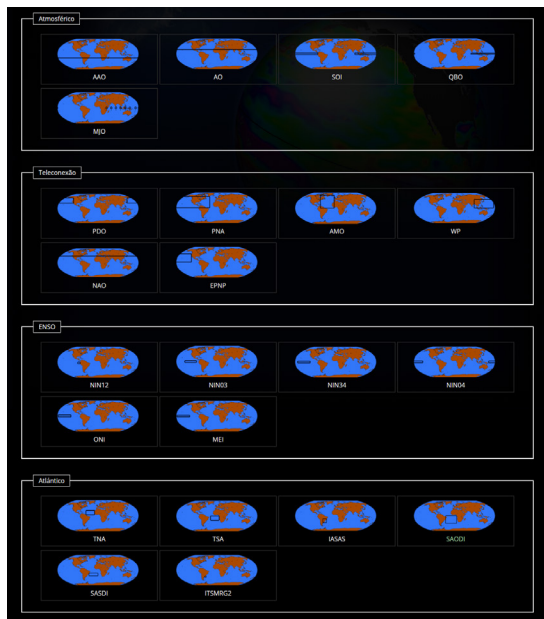 Atmosférico
AAO AO SOI QBO
MJO
Teleconexão
PDO PNA AMO WP
NAO EPNP
ENSO
NIN12 NIN03 NIN34 NIN04
ONI MEI
Atlântico
TNA TSA IASAS SAODI
SASDI ITSMRG2